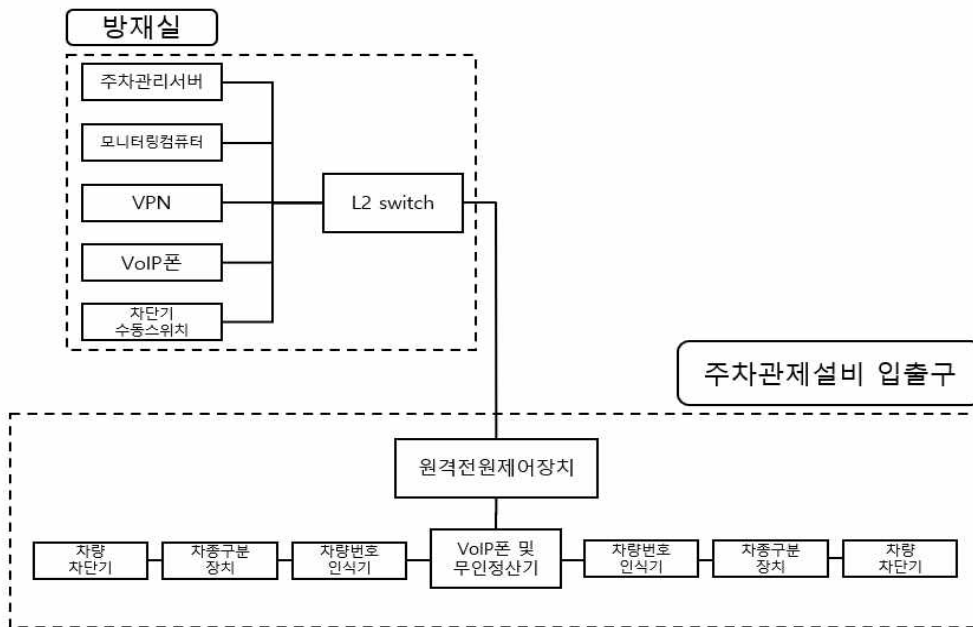 방재실
주차관리서버
모니터링컴퓨터
VPN
VoIP폰
차단기
수동스위치
L2 switch
주차관제설비 입출구
원격전원제어장치
차량
차단기
차종구분
장치
차량번호
인식기
VoIP폰 및
무인정산기
차량번호
인식기
차종구분
장치
차량
차단기